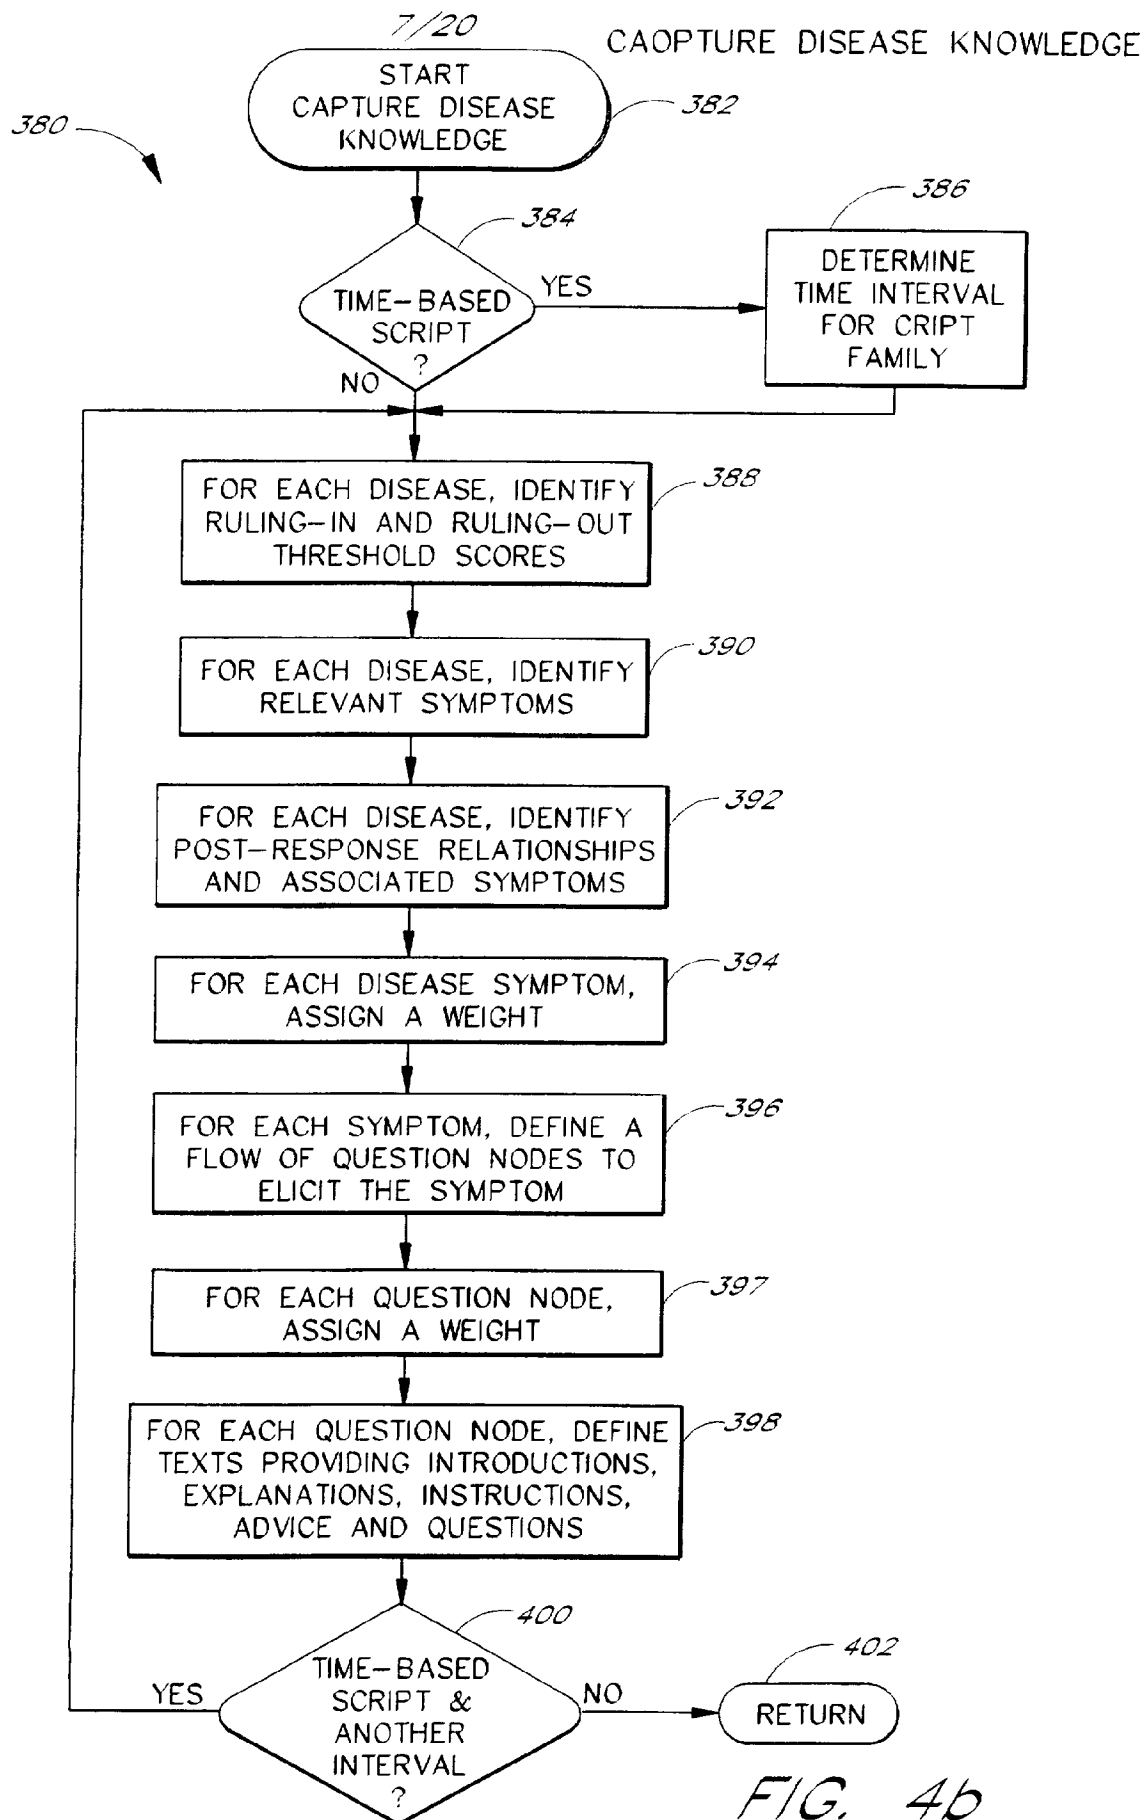 7/20
CAOPTURE DISEASE KNOWLEDGE
START
CAPTURE DISEASE
KNOWLEDGE
382
380
384
386
TIME-BASED
SCRIPT
?
YES
NO
DETERMINE
TIME INTERVAL
FOR CRIPT
FAMILY
FOR EACH DISEASE, IDENTIFY
RULING-IN AND RULING-OUT
THRESHOLD SCORES
388
FOR EACH DISEASE, IDENTIFY
RELEVANT SYMPTOMS
390
FOR EACH DISEASE, IDENTIFY
POST-RESPONSE RELATIONSHIPS
AND ASSOCIATED SYMPTOMS
392
FOR EACH DISEASE SYMPTOM,
ASSIGN A WEIGHT
394
FOR EACH SYMPTOM, DEFINE A
FLOW OF QUESTION NODES TO
ELICIT THE SYMPTOM
396
FOR EACH QUESTION NODE,
ASSIGN A WEIGHT
397
FOR EACH QUESTION NODE, DEFINE
TEXTS PROVIDING INTRODUCTIONS,
EXPLANATIONS, INSTRUCTIONS,
ADVICE AND QUESTIONS
398
400
TIME-BASED
SCRIPT &
ANOTHER
INTERVAL
?
YES
NO
402
RETURN
FIG. 4b